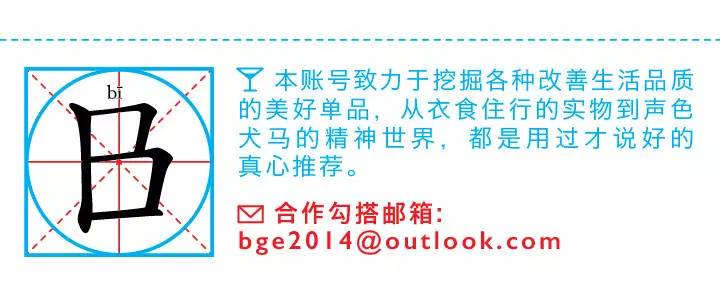 bī
本账号致力于挖掘各种改善生活品质
的美好单品，从衣食住行的实物到声色
犬马的精神世界，都是用过才说好的
真心推荐。
合作勾搭邮箱：
bge2014@outlook.com